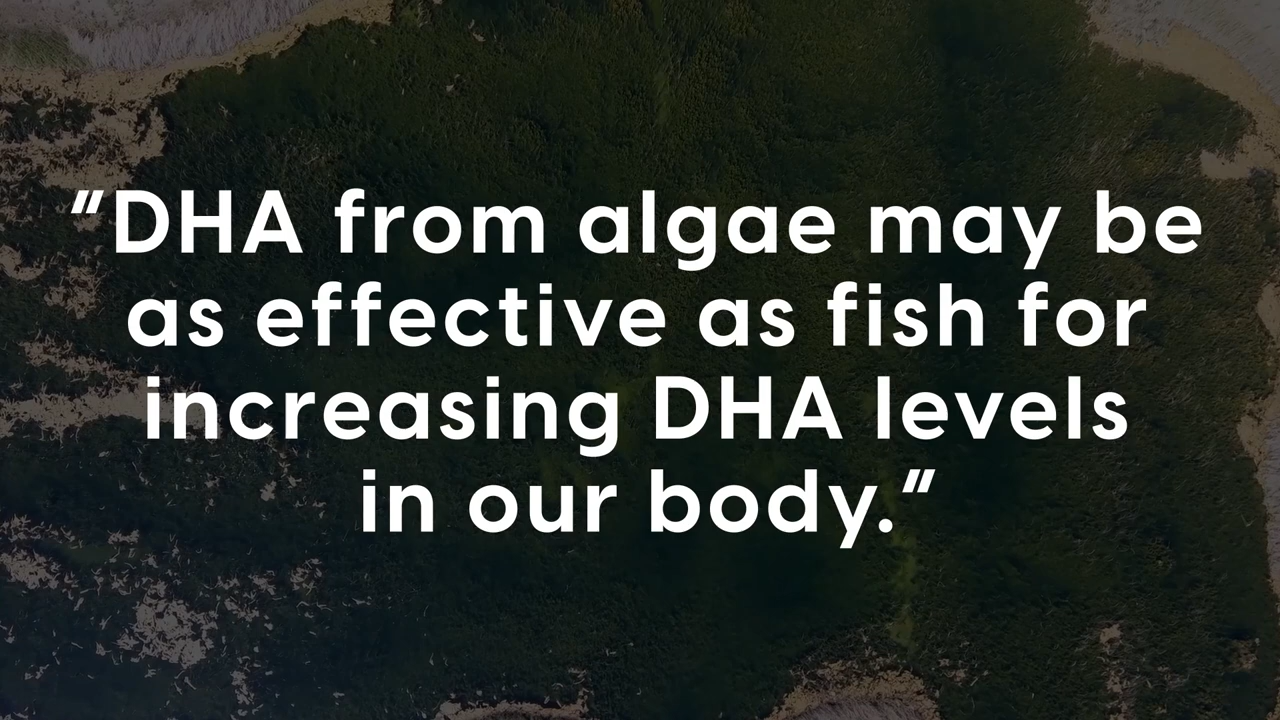 "DHA from algae may be
as effective as fish for
increasing DHA levels
in our body."